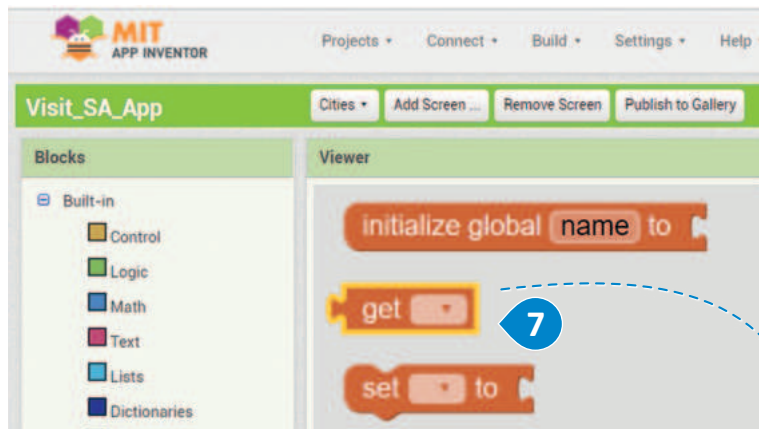 MIT
APP INVENTOR
Projects Connect Build Settings Help
Visit_SA_App
Cities Add Screen ... Remove Screen Publish to Gallery
Blocks
Viewer
Built-in
Control
Logic
Math
Text
Lists
Dictionaries
initialize global name to
get
7
set to